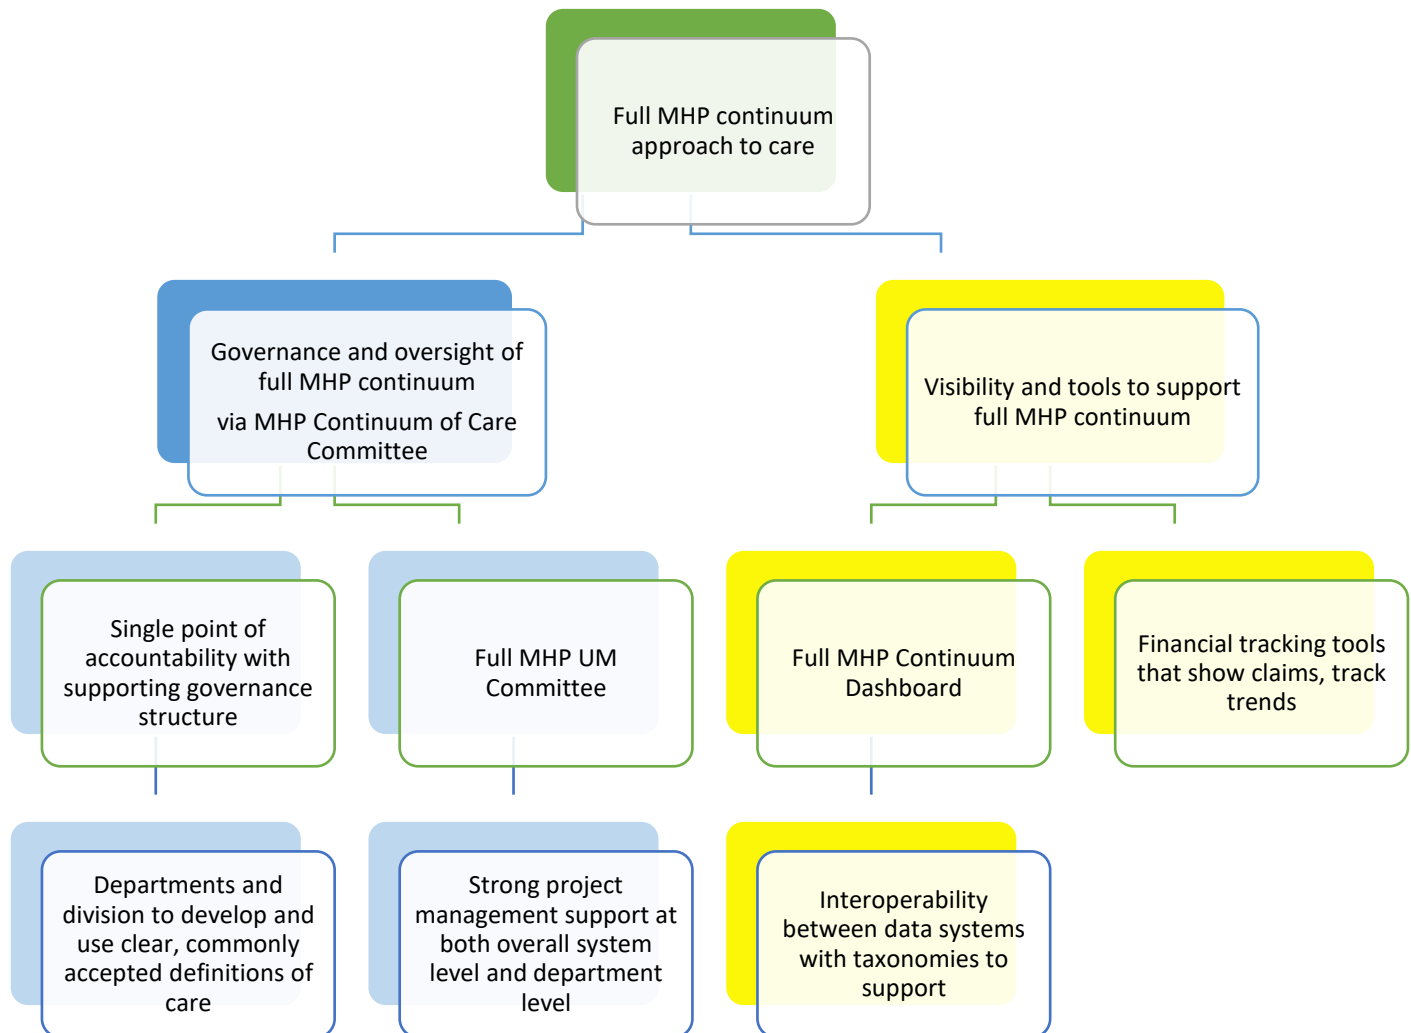 Full MHP continuum
approach to care
Governance and oversight of
full MHP continuum
via MHP Continuum of Care
Committee
Visibility and tools to support
full MHP continuum
Single point of
accountability with
supporting governance
structure
Full MHP UM
Committee
Full MHP Continuum
Dashboard
Financial tracking tools
that show claims, track
trends
Departments and
division to develop and
use clear, commonly
accepted definitions of
care
Strong project
management support at
both overall system
level and department
level
Interoperability
between data systems
with taxonomies to
support